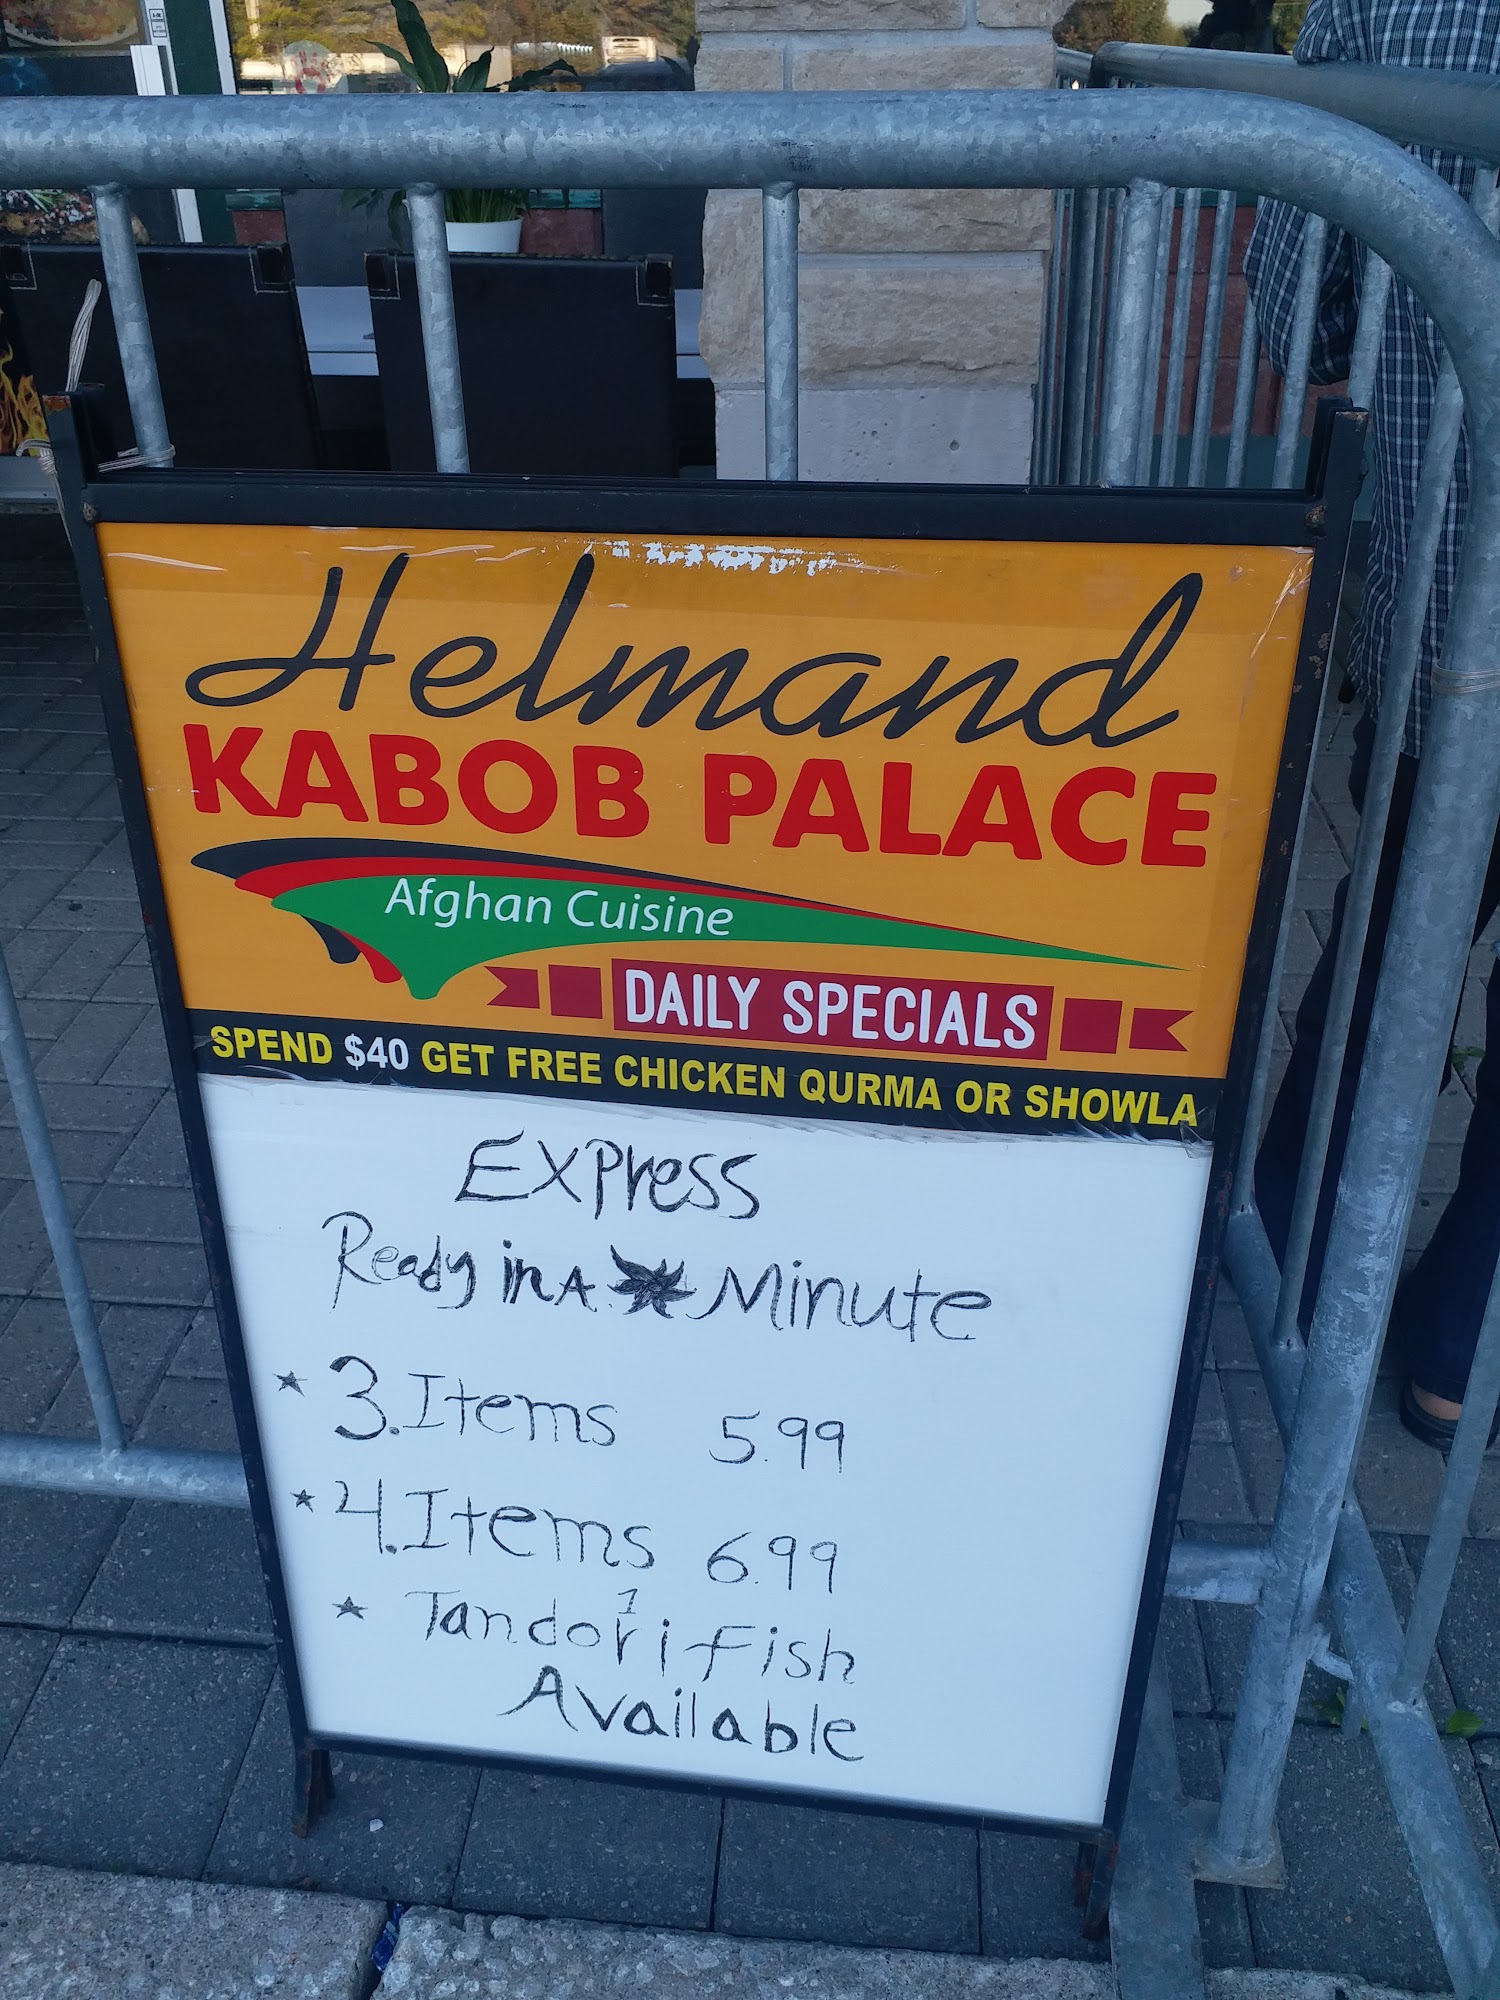 Helmand
KABOB PALACE
Afghan Cuisine
DAILY SPECIALS
SPEND $40 GET FREE CHICKEN QURMA OR SHOWLA
EXPress
Ready in A Minute
3. Items 5.99
4. Items 6.99
Tandori Fish
Available